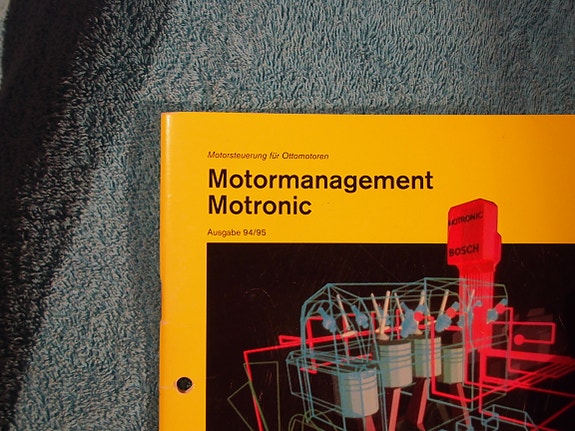 Motorsteuerung für Ottomotoren
Motormanagement
Motronic
Ausgabe 94/95
MOTRONIC
BOSCH